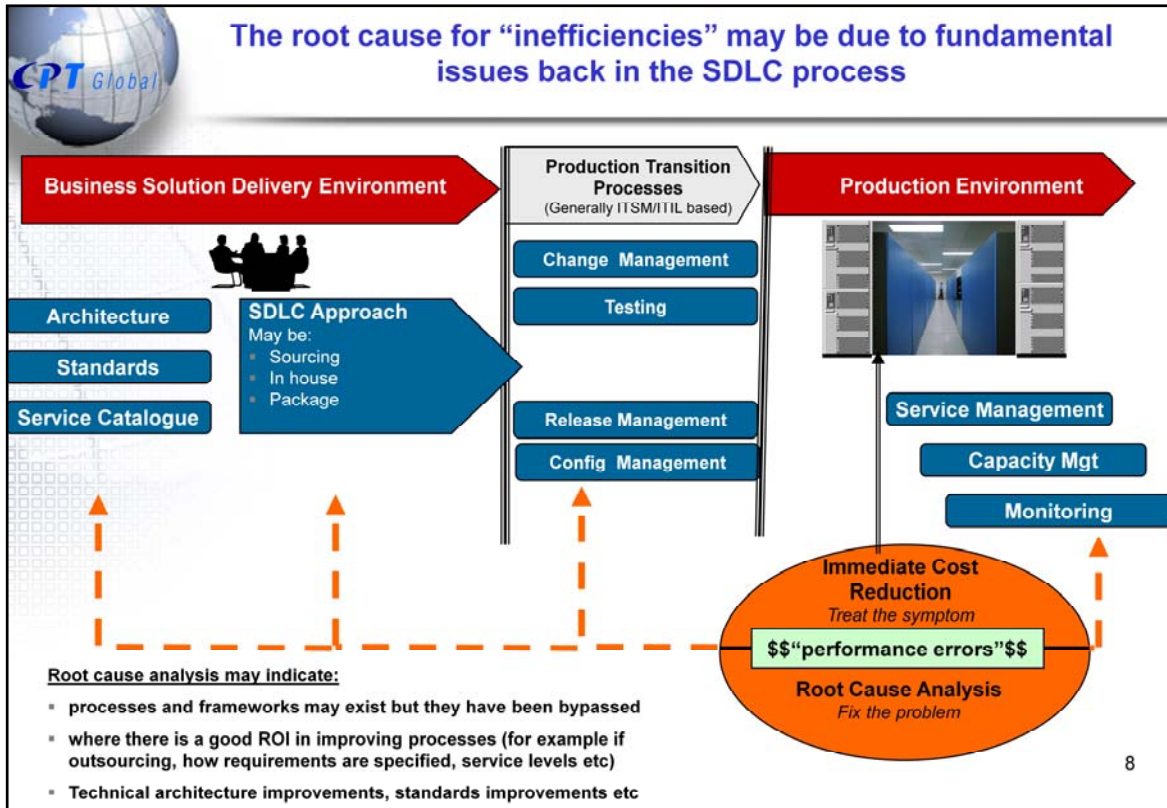 CPT Global
The root cause for “inefficiencies” may be due to fundamental
issues back in the SDLC process
Business Solution Delivery Environment
Production Transition
Processes
(Generally ITSM/ITIL based)
Production Environment
Architecture
Standards
Service Catalogue
SDLC Approach
May be:
▪ Sourcing
▪ In house
▪ Package
Change Management
Testing
Release Management
Config Management
Service Management
Capacity Mgt
Monitoring
Immediate Cost
Reduction
Treat the symptom
$$“performance errors”$$
Root Cause Analysis
Fix the problem
Root cause analysis may indicate:
▪ processes and frameworks may exist but they have been bypassed
▪ where there is a good ROI in improving processes (for example if
outsourcing, how requirements are specified, service levels etc)
▪ Technical architecture improvements, standards improvements etc
8